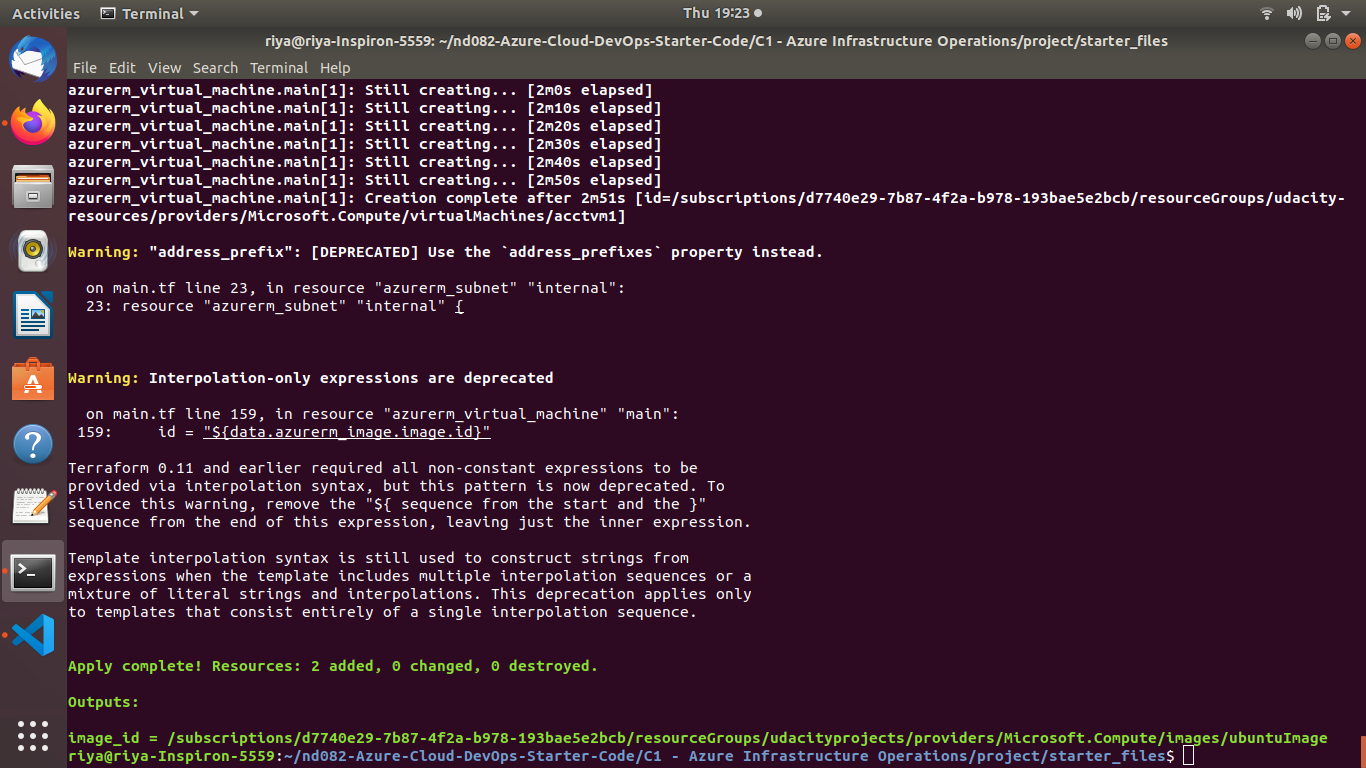 Activities Terminal Thu 19:23
riya@riya-Inspiron-5559: ~/nd082-Azure-Cloud-DevOps-Starter-Code/C1 - Azure Infrastructure Operations/project/starter_files
File Edit View Search Terminal Help
azurerm_virtual_machine.main[1]: Still creating... [2m0s elapsed]
azurerm_virtual_machine.main[1]: Still creating... [2m10s elapsed]
azurerm_virtual_machine.main[1]: Still creating... [2m20s elapsed]
azurerm_virtual_machine.main[1]: Still creating... [2m30s elapsed]
azurerm_virtual_machine.main[1]: Still creating... [2m40s elapsed]
azurerm_virtual_machine.main[1]: Still creating... [2m50s elapsed]
azurerm_virtual_machine.main[1]: Creation complete after 2m51s [id=/subscriptions/d7740e29-7b87-4f2a-b978-193bae5e2bcb/resourceGroups/udacity-
resources/providers/Microsoft.Compute/virtualMachines/acctvm1]
Warning: "address_prefix": [DEPRECATED] Use the `address_prefixes` property instead.
on main.tf line 23, in resource "azurerm_subnet" "internal":
23: resource "azurerm_subnet" "internal" {
Warning: Interpolation-only expressions are deprecated
on main.tf line 159, in resource "azurerm_virtual_machine" "main":
159: id = "${data.azurerm_image.image.id}"
Terraform 0.11 and earlier required all non-constant expressions to be
provided via interpolation syntax, but this pattern is now deprecated. To
silence this warning, remove the "${ sequence from the start and the }"
sequence from the end of this expression, leaving just the inner expression.
Template interpolation syntax is still used to construct strings from
expressions when the template includes multiple interpolation sequences or a
mixture of literal strings and interpolations. This deprecation applies only
to templates that consist entirely of a single interpolation sequence.
Apply complete! Resources: 2 added, 0 changed, 0 destroyed.
Outputs:
image_id = /subscriptions/d7740e29-7b87-4f2a-b978-193bae5e2bcb/resourceGroups/udacityprojects/providers/Microsoft.Compute/images/ubuntuImage
riya@riya-Inspiron-5559:~/nd082-Azure-Cloud-DevOps-Starter-Code/C1 - Azure Infrastructure Operations/project/starter_files$